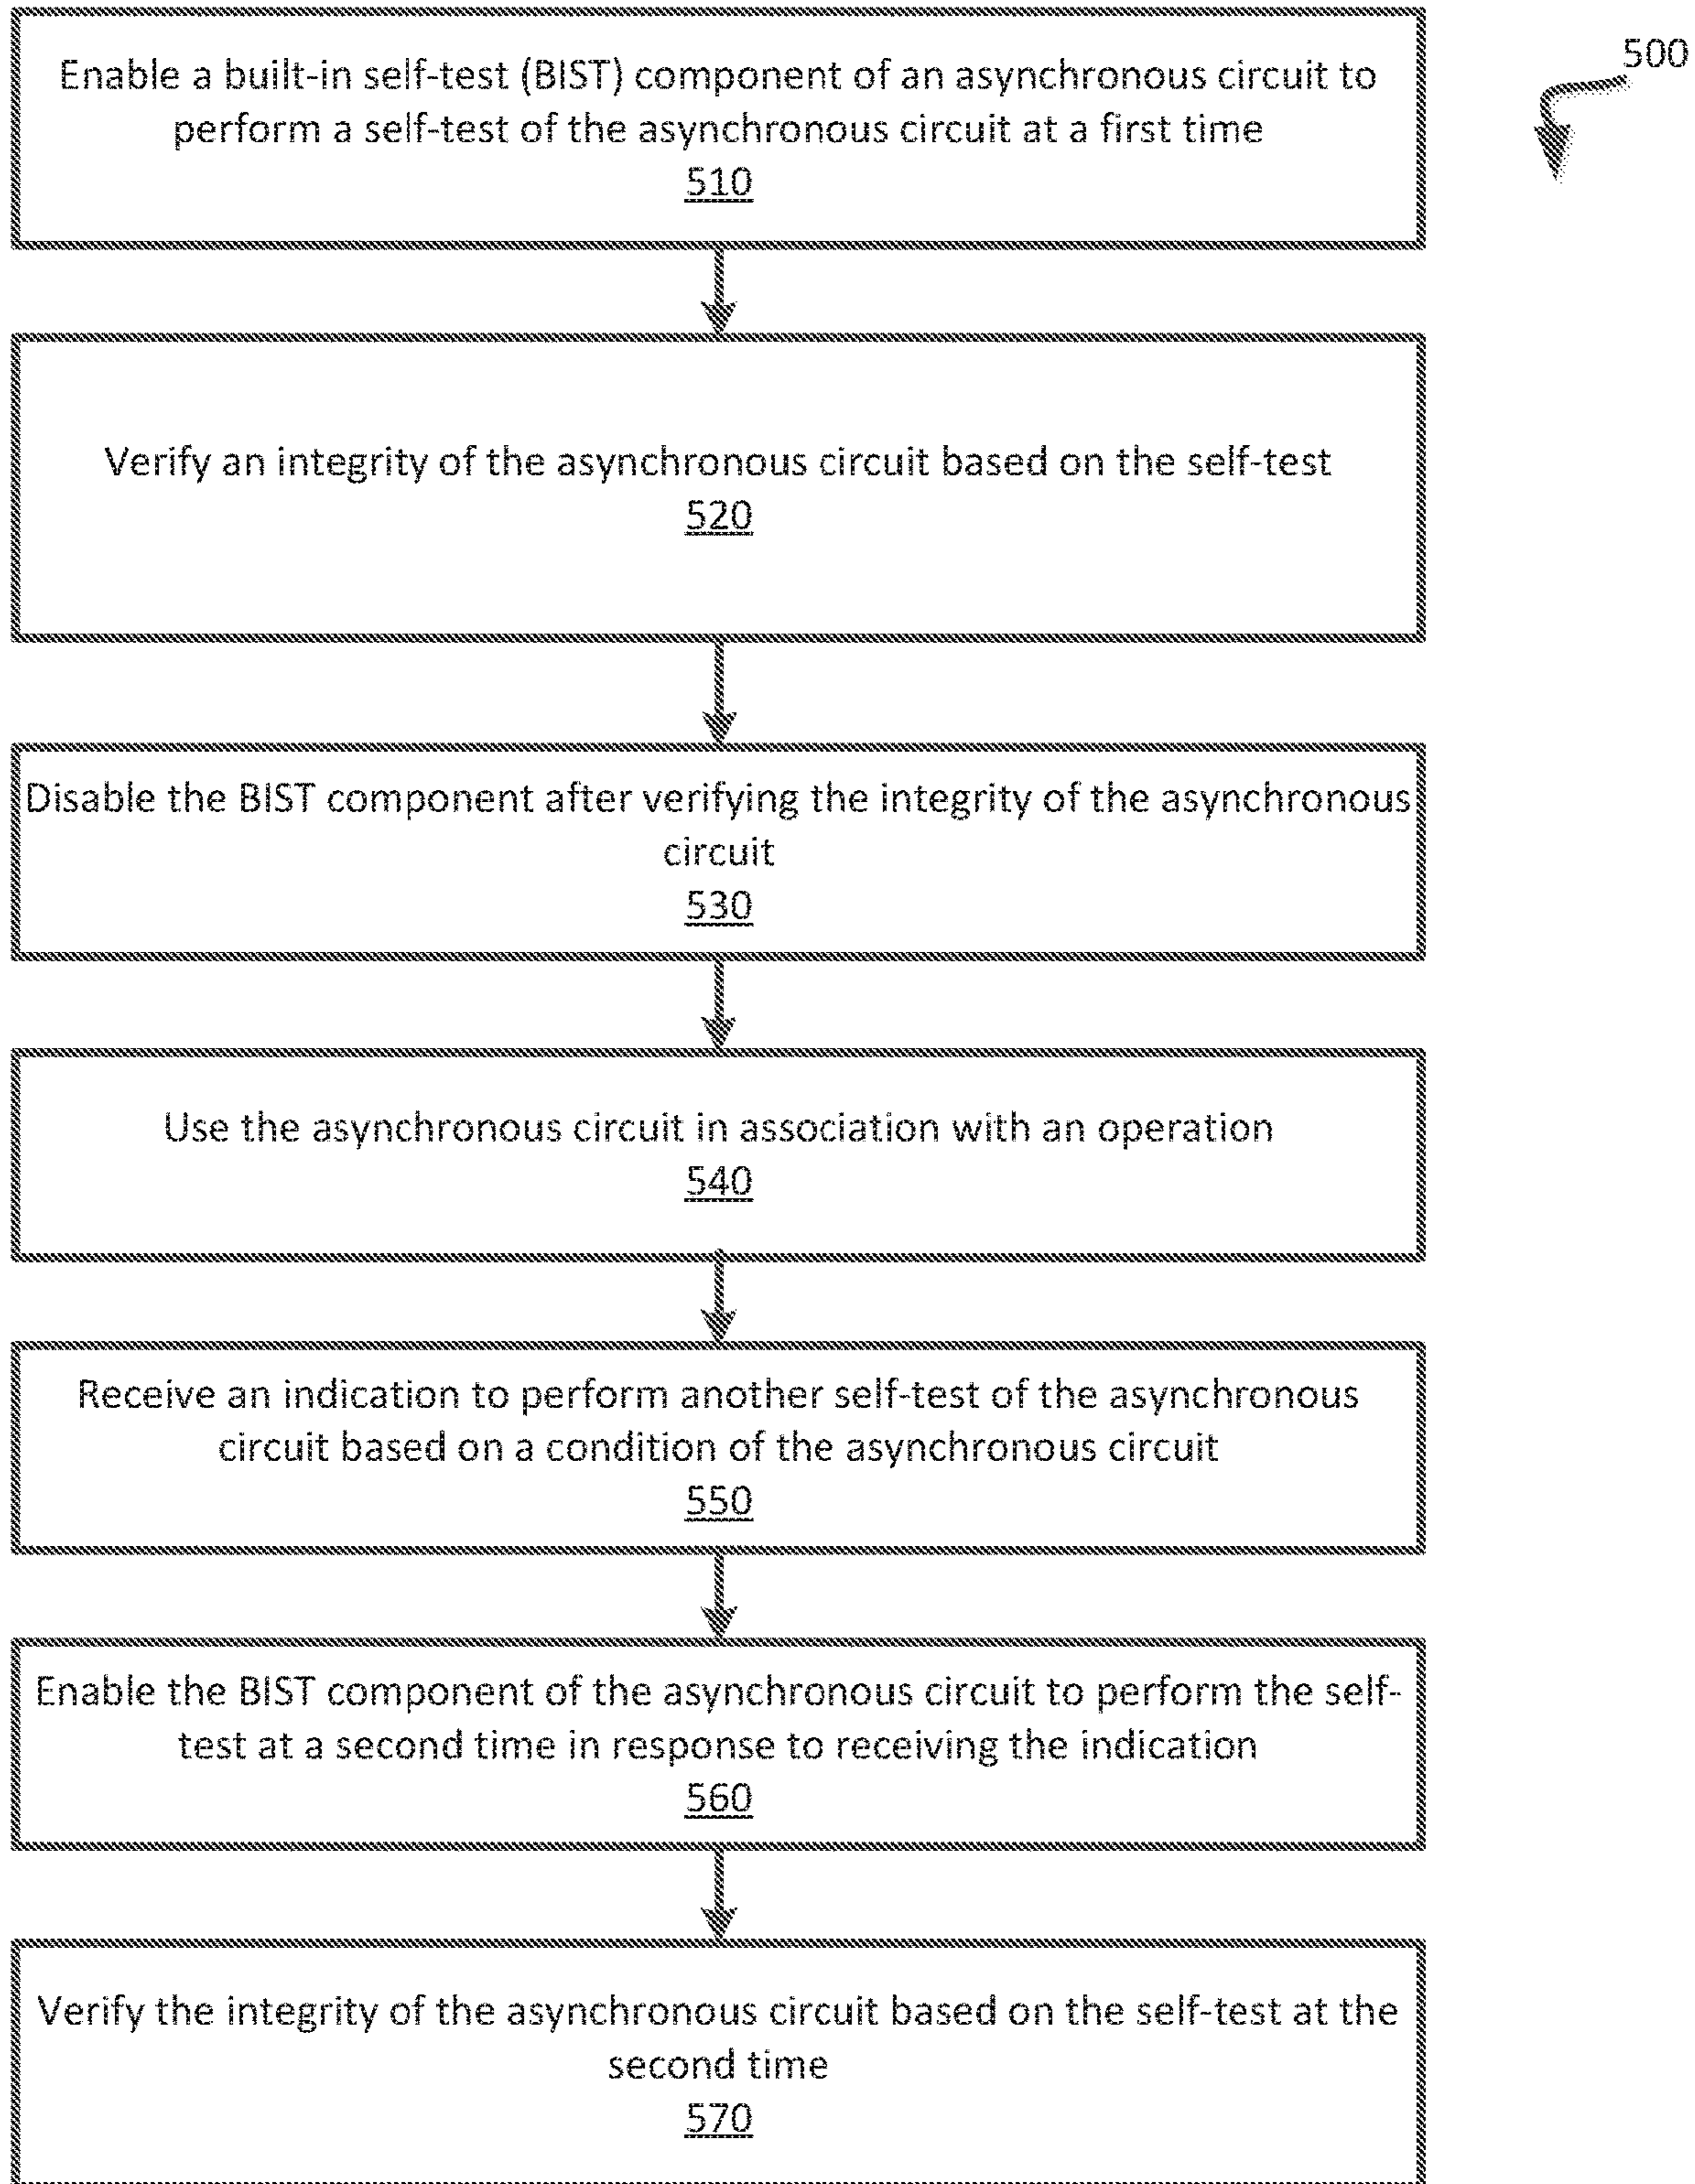 500
Enable a built-in self-test (BIST) component of an asynchronous circuit to
perform a self-test of the asynchronous circuit at a first time
510
Verify an integrity of the asynchronous circuit based on the self-test
520
Disable the BIST component after verifying the integrity of the asynchronous
circuit
530
Use the asynchronous circuit in association with an operation
540
Receive an indication to perform another self-test of the asynchronous
circuit based on a condition of the asynchronous circuit
550
Enable the BIST component of the asynchronous circuit to perform the self-
test at a second time in response to receiving the indication
560
Verify the integrity of the asynchronous circuit based on the self-test at the
second time
570